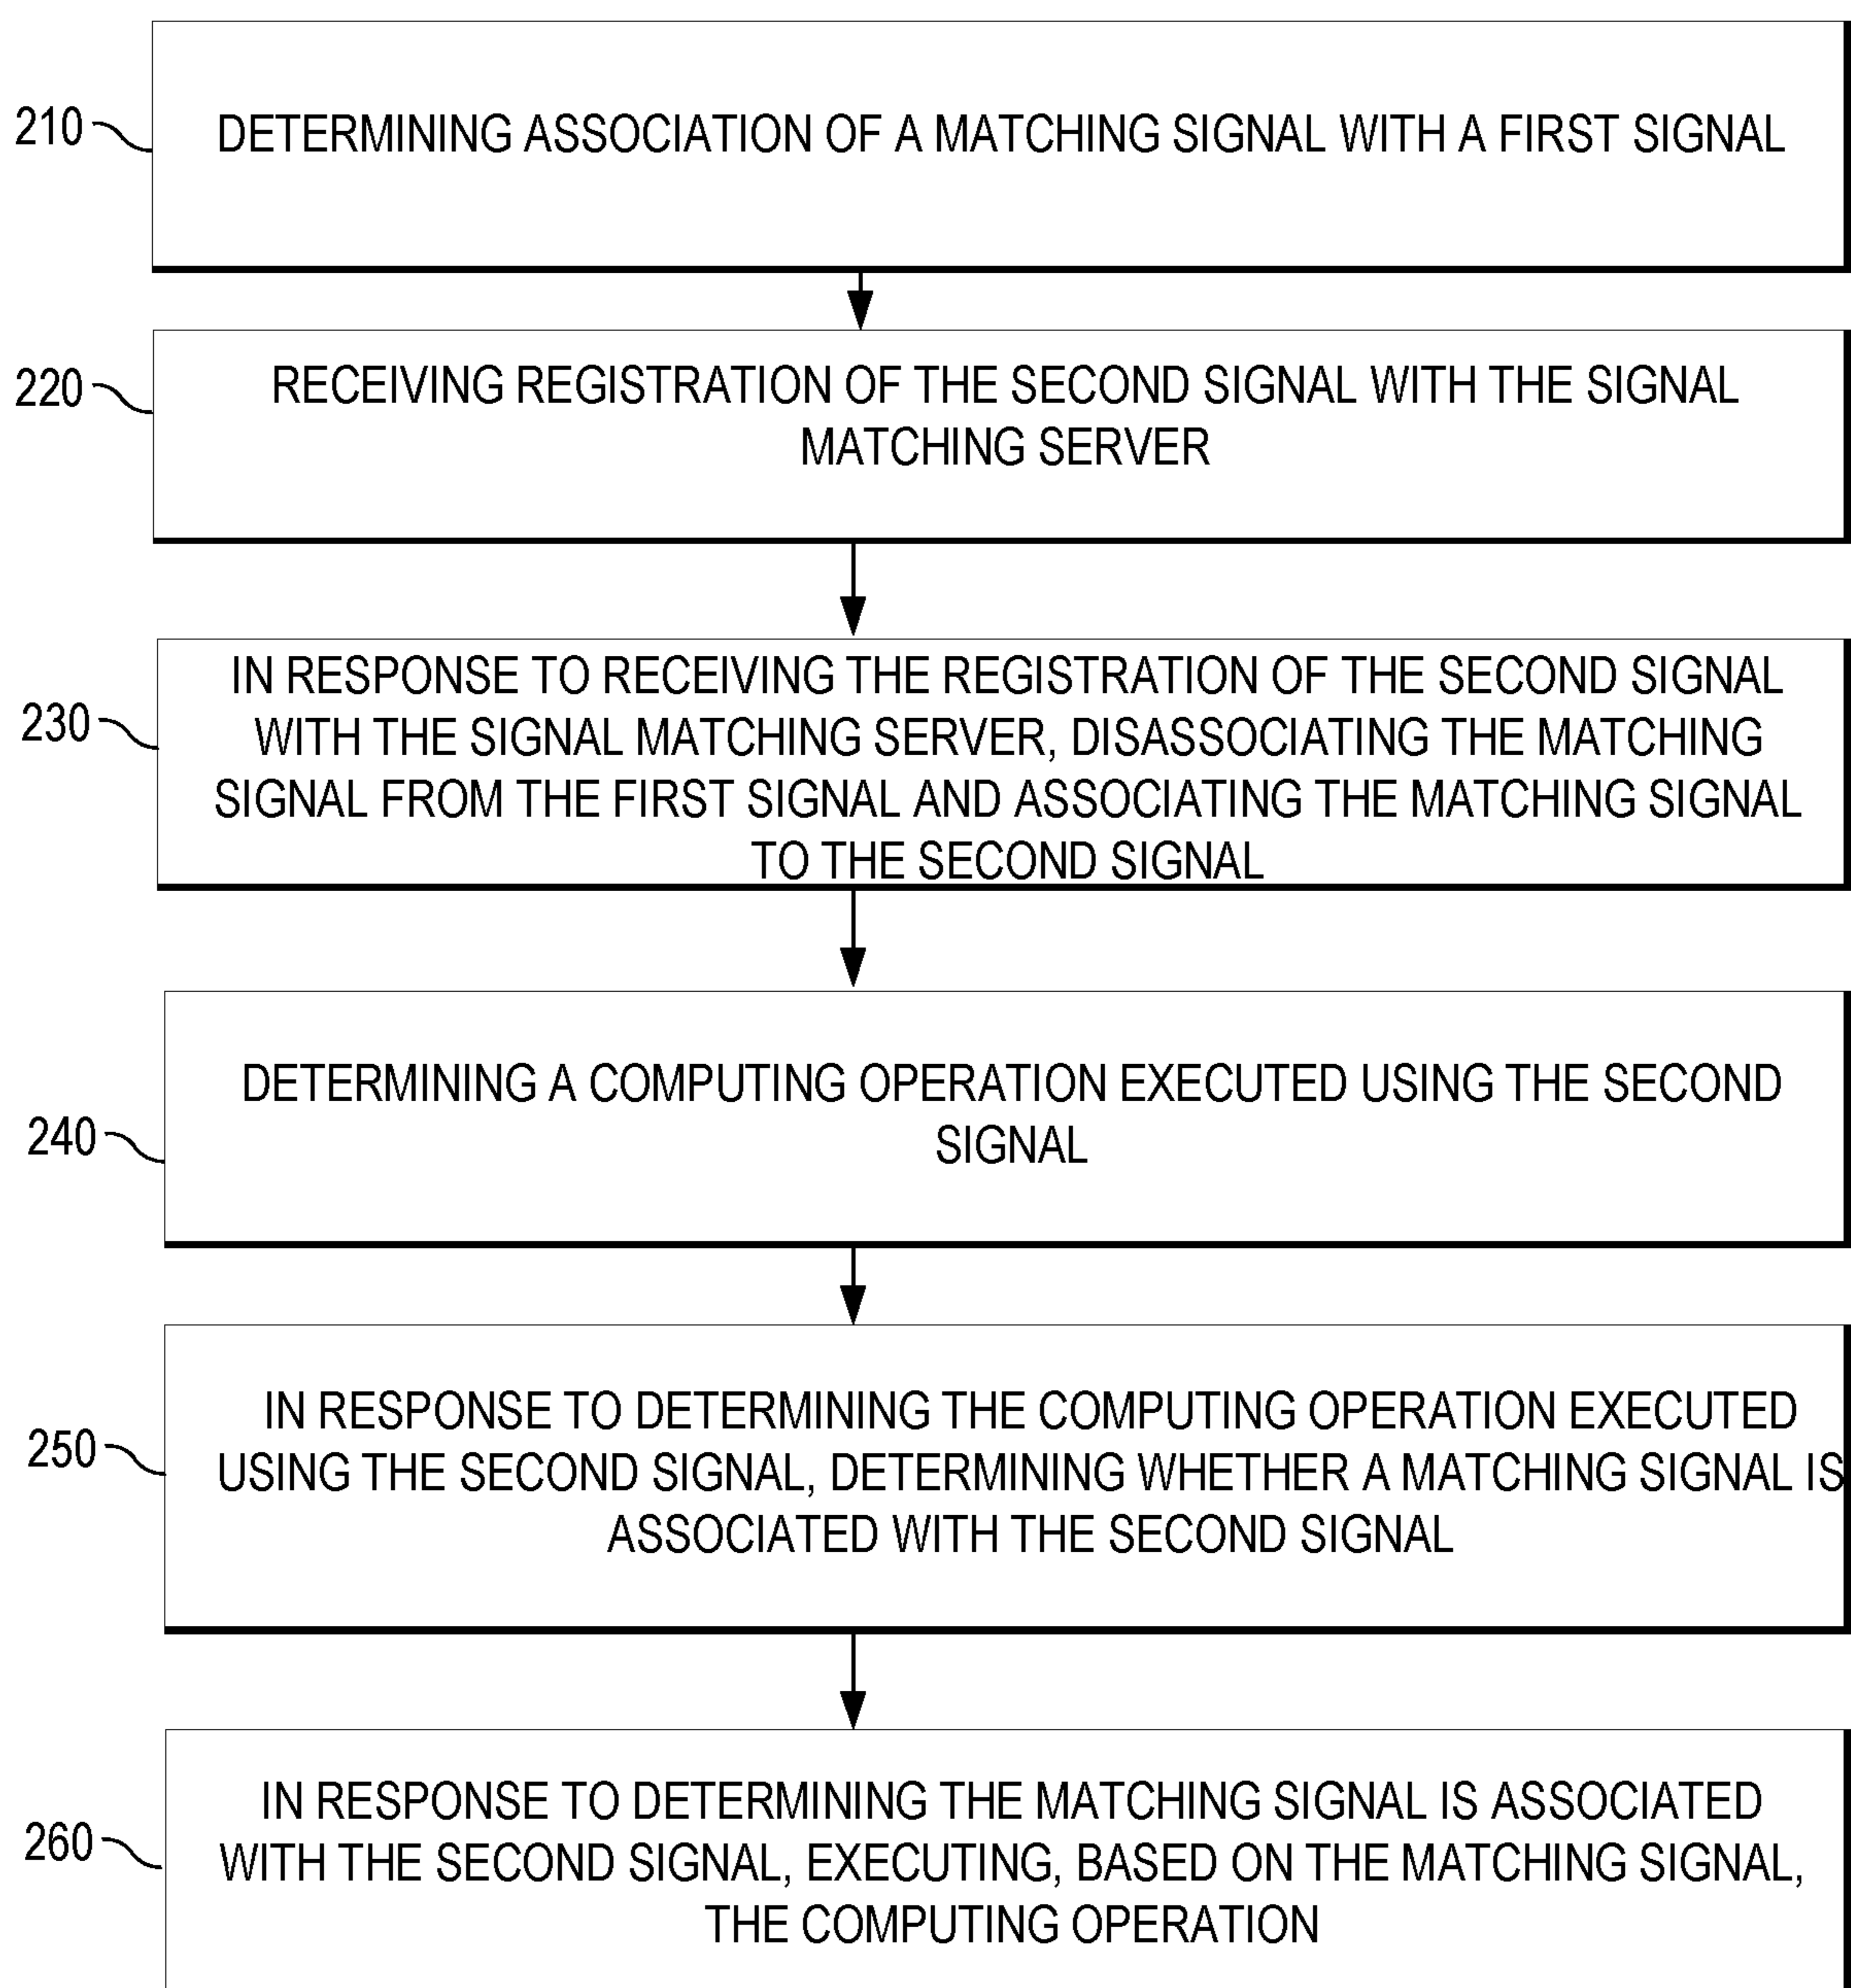 210
DETERMINING ASSOCIATION OF A MATCHING SIGNAL WITH A FIRST SIGNAL
220
RECEIVING REGISTRATION OF THE SECOND SIGNAL WITH THE SIGNAL
MATCHING SERVER
230
IN RESPONSE TO RECEIVING THE REGISTRATION OF THE SECOND SIGNAL
WITH THE SIGNAL MATCHING SERVER, DISASSOCIATING THE MATCHING
SIGNAL FROM THE FIRST SIGNAL AND ASSOCIATING THE MATCHING SIGNAL
TO THE SECOND SIGNAL
240
DETERMINING A COMPUTING OPERATION EXECUTED USING THE SECOND
SIGNAL
250
IN RESPONSE TO DETERMINING THE COMPUTING OPERATION EXECUTED
USING THE SECOND SIGNAL, DETERMINING WHETHER A MATCHING SIGNAL IS
ASSOCIATED WITH THE SECOND SIGNAL
260
IN RESPONSE TO DETERMINING THE MATCHING SIGNAL IS ASSOCIATED
WITH THE SECOND SIGNAL, EXECUTING, BASED ON THE MATCHING SIGNAL,
THE COMPUTING OPERATION